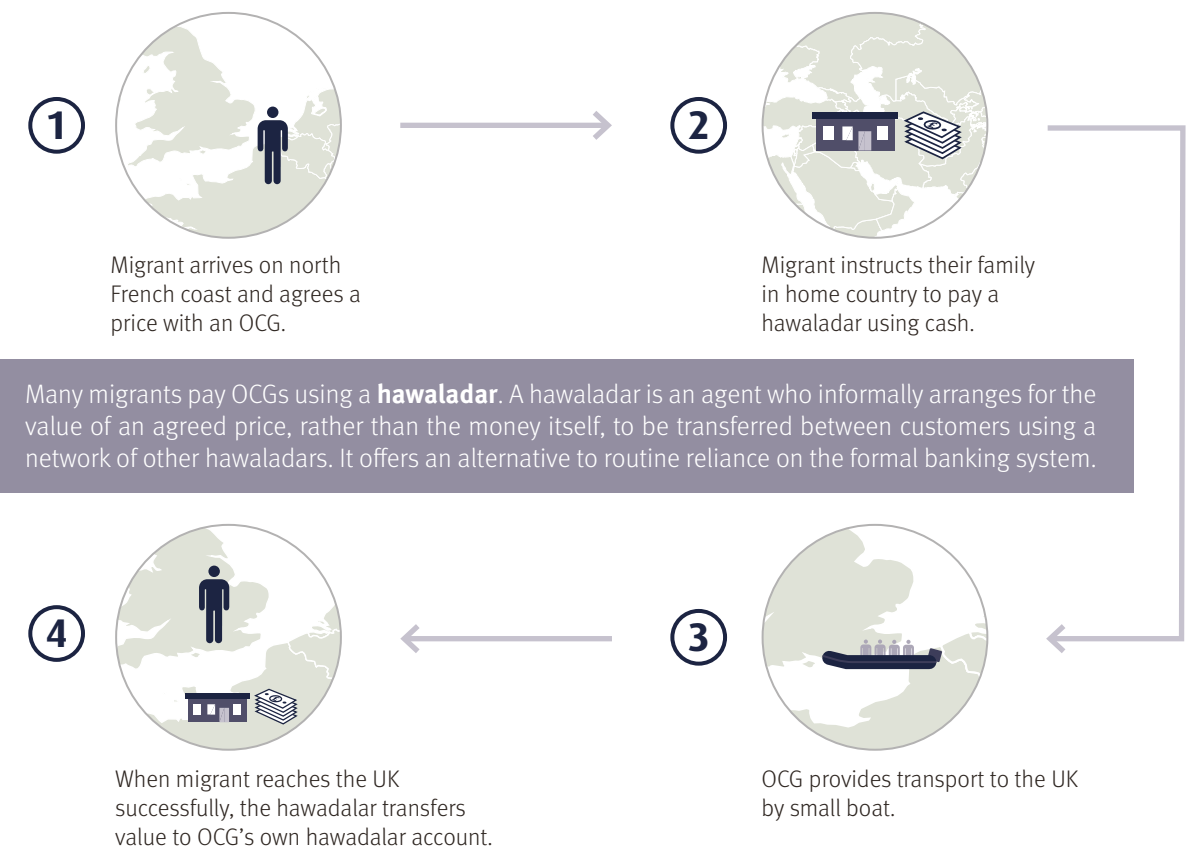 1
Migrant arrives on north
French coast and agrees a
price with an OCG.
2
Migrant instructs their family
in home country to pay a
hawaladar using cash.
Many migrants pay OCGs using a hawaladar. A hawaladar is an agent who informally arranges for the
value of an agreed price, rather than the money itself, to be transferred between customers using a
network of other hawaladars. It offers an alternative to routine reliance on the formal banking system.
3
OCG provides transport to the UK
by small boat.
4
When migrant reaches the UK
successfully, the hawadalar transfers
value to OCG’s own hawadalar account.